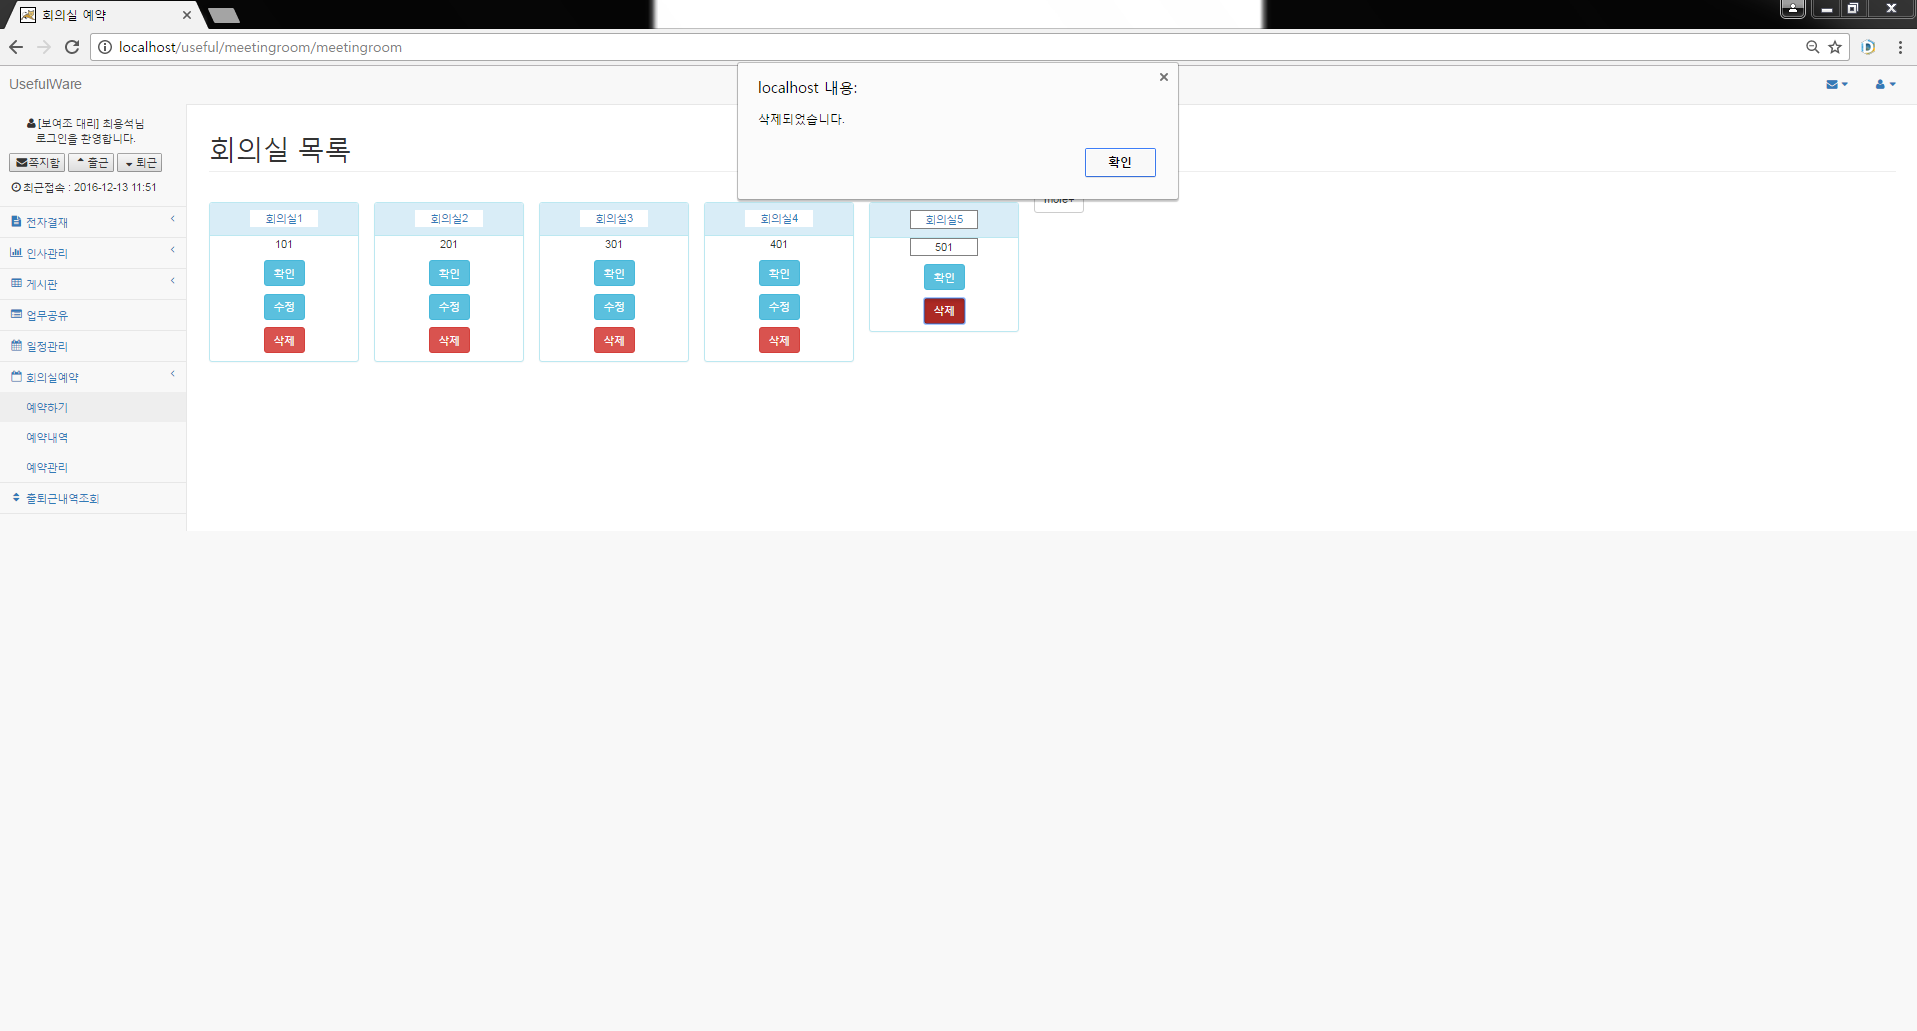 회의실 예약
localhost/useful/meetingroom/meetingroom
UsefulWare
localhost 내용:
삭제되었습니다.
확인
[보여조 대리] 최용석님
로그인을 환영합니다.
쪽지함 출근 퇴근
최근접속 : 2016-12-13 11:51
전자결재
인사관리
게시판
업무공유
일정관리
회의실예약
예약하기
예약내역
예약관리
출퇴근내역조회
회의실 목록
회의실1
101
확인
수정
삭제
회의실2
201
확인
수정
삭제
회의실3
301
확인
수정
삭제
회의실4
401
확인
수정
삭제
회의실5
501
확인
삭제
more+